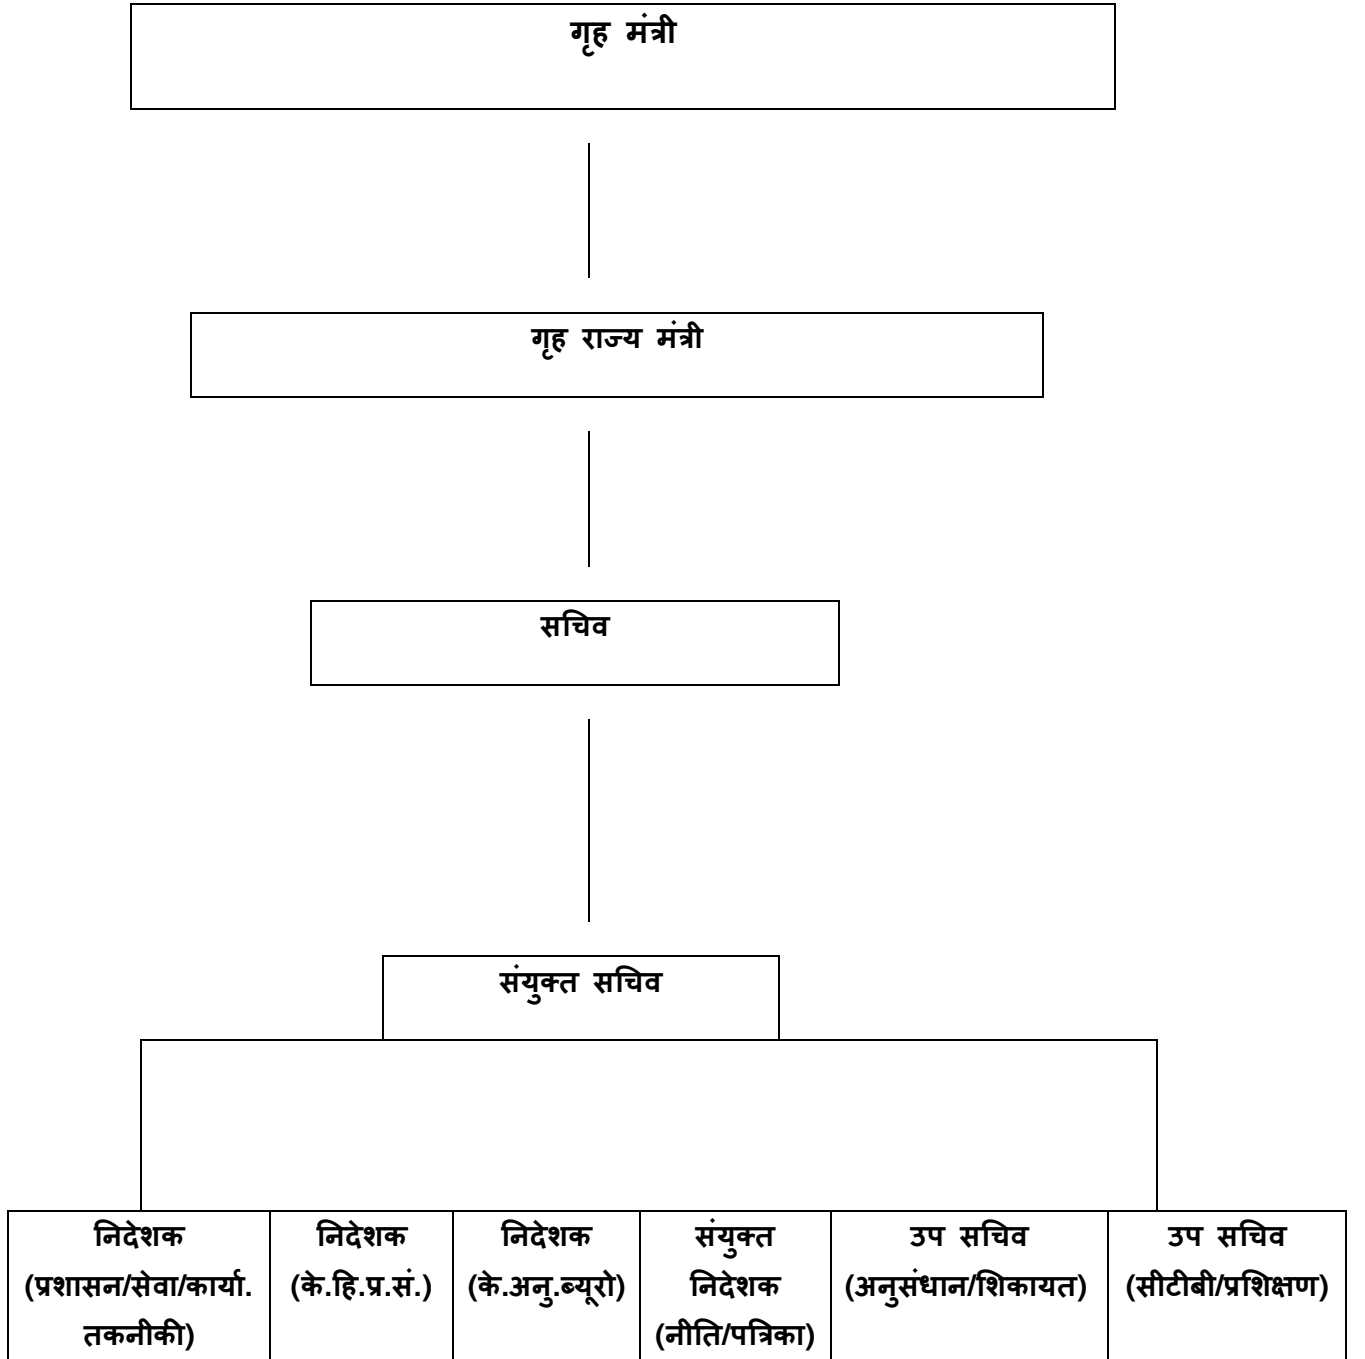 गृह मंत्री
गृह राज्य मंत्री
सचिव
संयुक्त सचिव
निदेशक
(प्रशासन/सेवा/कार्या.
तकनीकी)
निदेशक
(के.हि.प्र.सं.)
निदेशक
(के.अनु.ब्यूरो)
संयुक्त
निदेशक
(नीति/पत्रिका)
उप सचिव
(अनुसंधान/शिकायत)
उप सचिव
(सीटीबी/प्रशिक्षण)